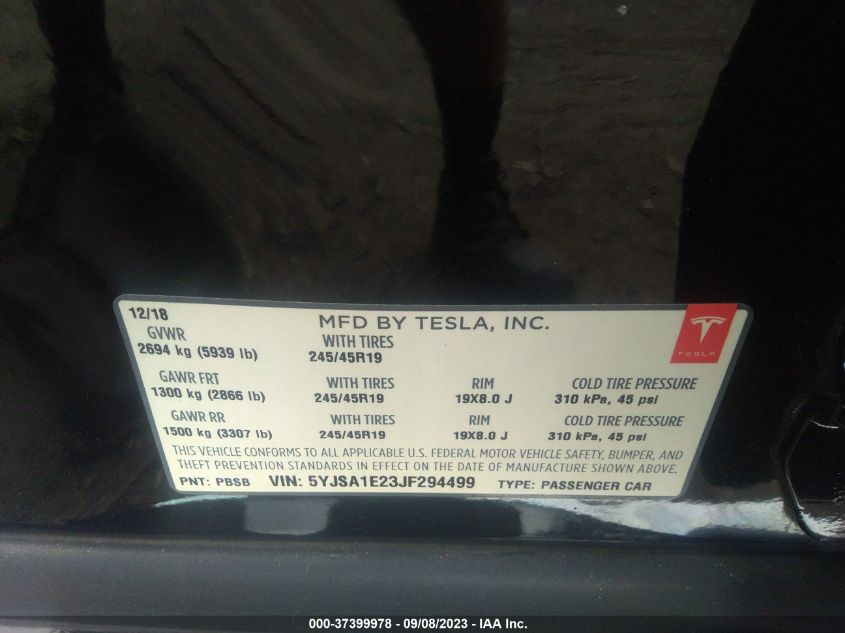 12/18
MFD BY TESLA, INC.
GVWR
WITH TIRES
2694 kg (5939 lb)
245/45R19
TESLA
GAWR FRT
WITH TIRES
RIM
COLD TIRE PRESSURE
1300 kg (2866 lb)
245/45R19
19X8.0 J
310 kPa, 45 psi
GAWR RR
WITH TIRES
RIM
COLD TIRE PRESSURE
1500 kg (3307 lb)
245/45R19
19X8.0 J
310 kPa, 45 psi
THIS VEHICLE CONFORMS TO ALL APPLICABLE U.S. FEDERAL MOTOR VEHICLE SAFETY, BUMPER, AND
THEFT PREVENTION STANDARDS IN EFFECT ON THE DATE OF MANUFACTURE SHOWN ABOVE.
PNT: PBSB VIN: 5YJSA1E23JF294499 TYPE: PASSENGER CAR
000-37399978 - 09/08/2023 - IAA Inc.